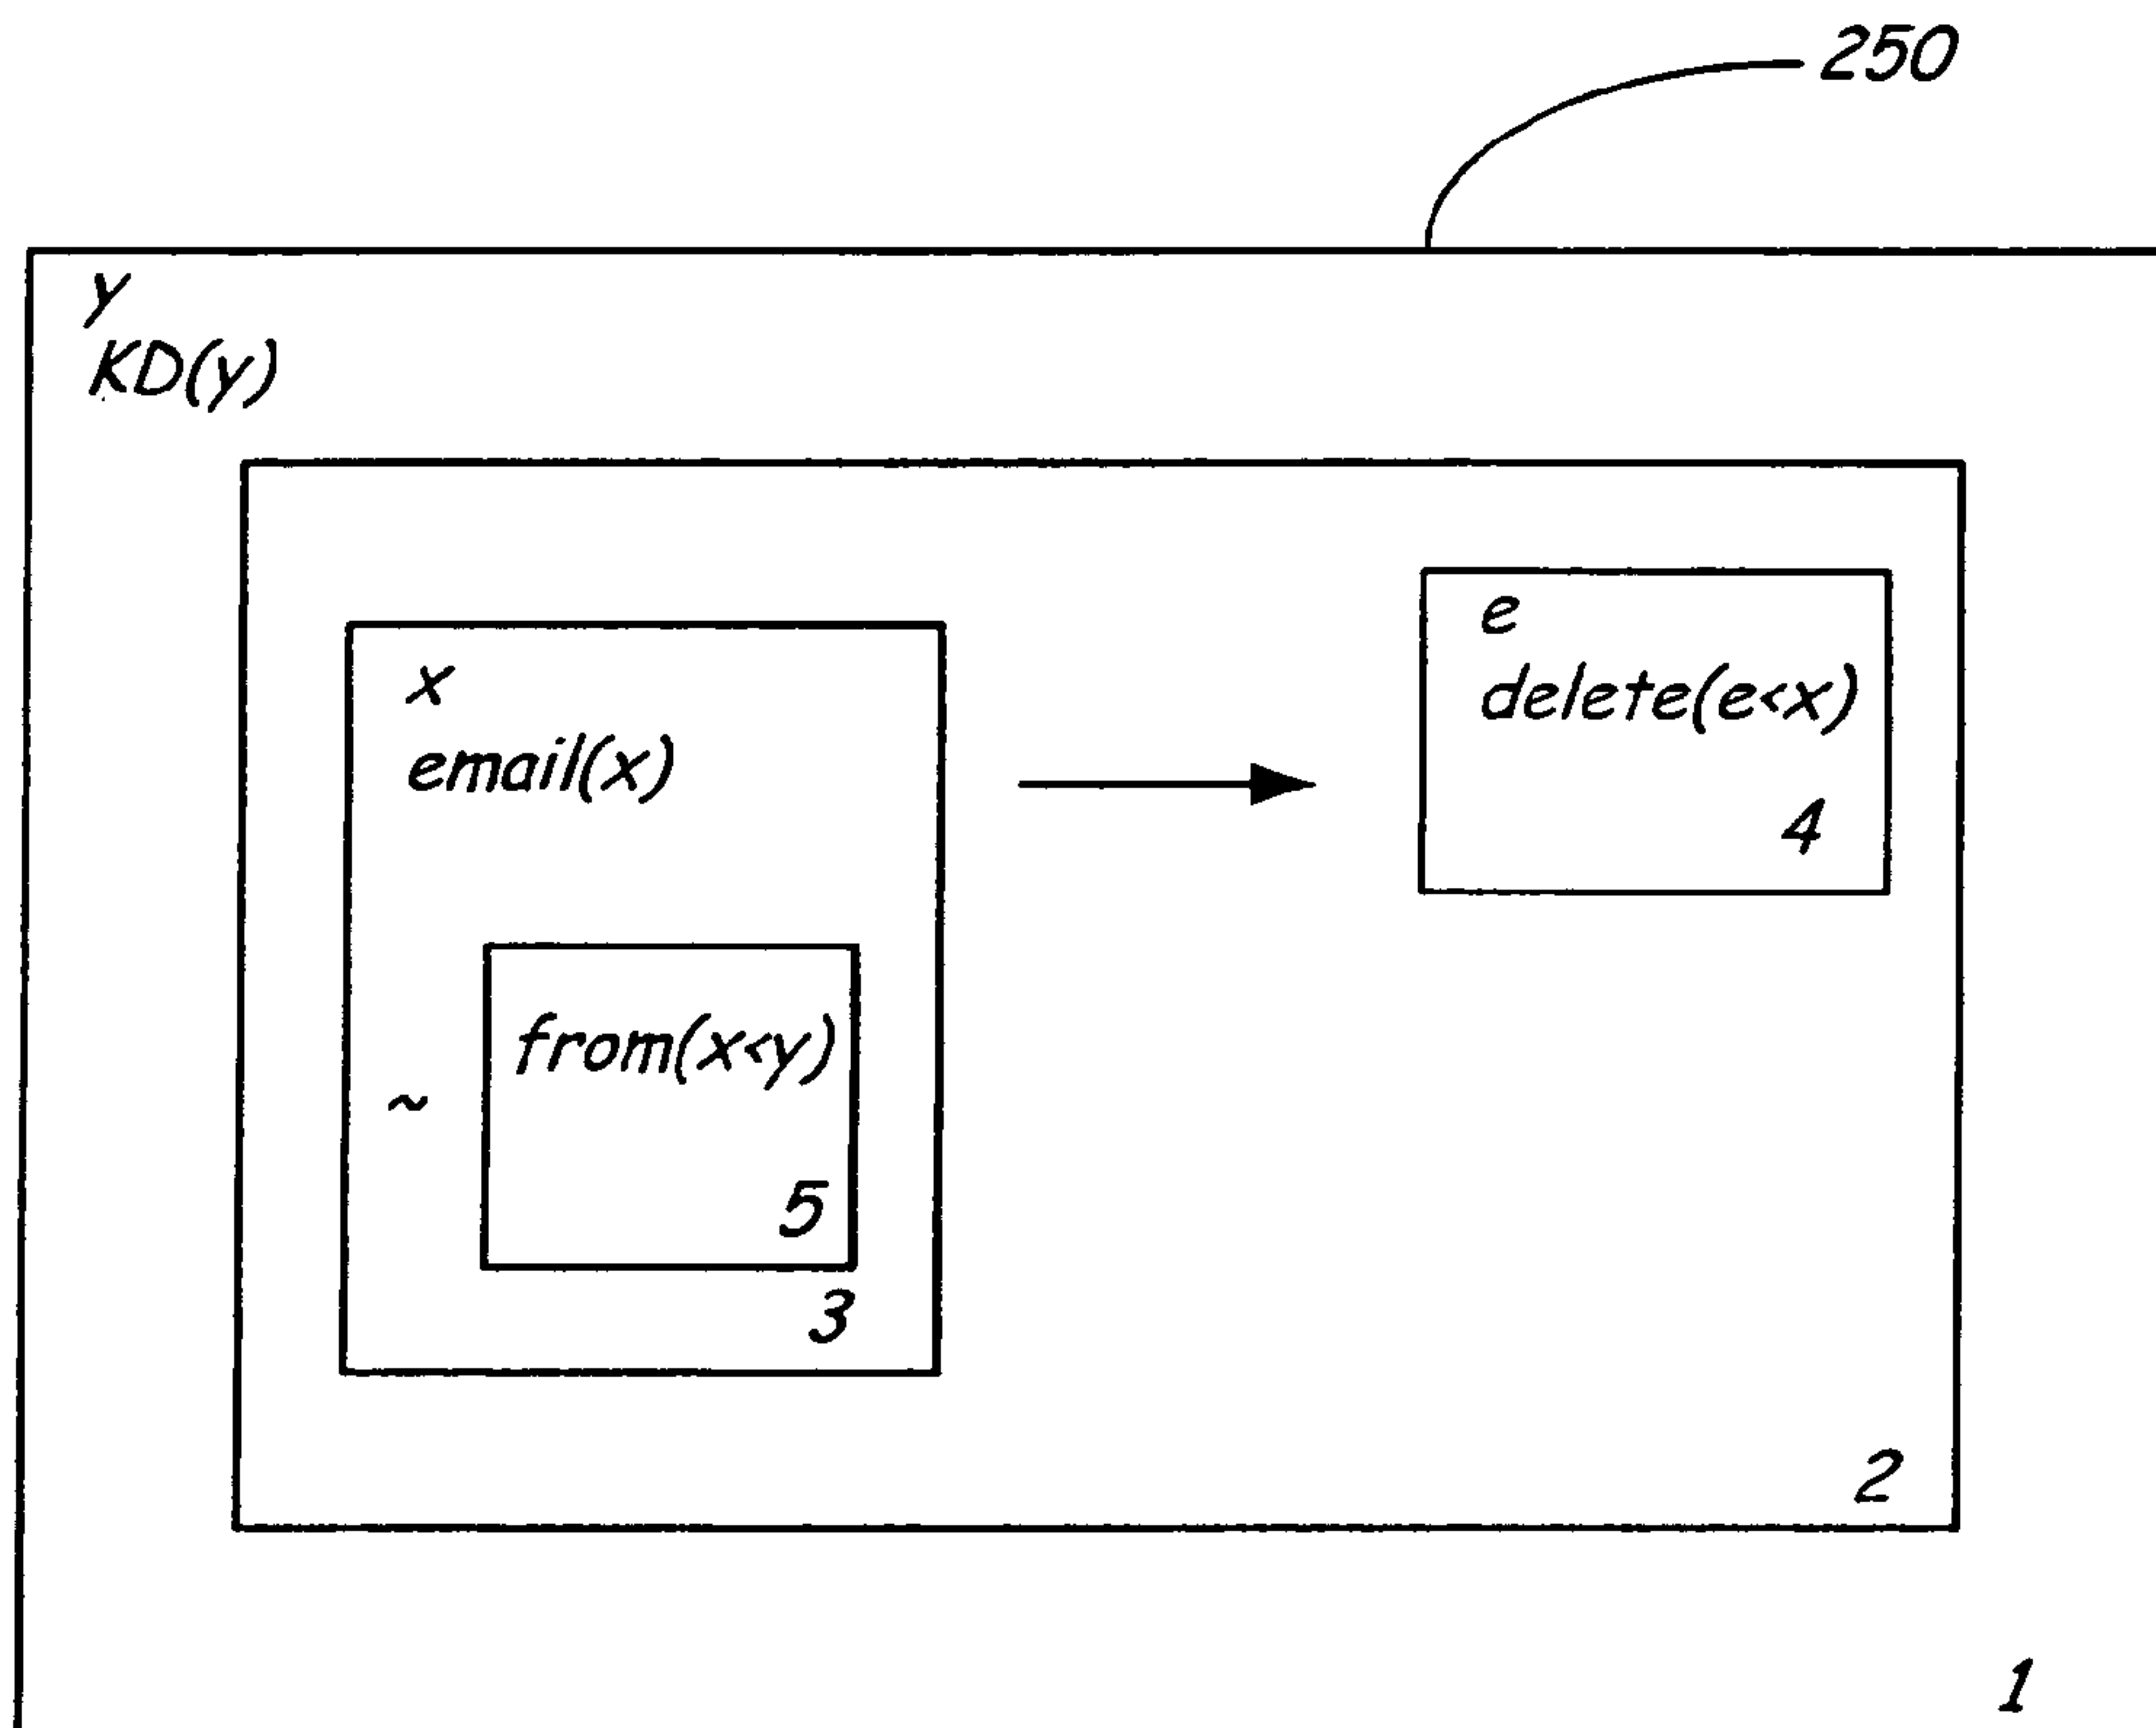 250
y
KD(y)
e
delete(e<x)
4
x
email(x)
~
from(x<y)
5
3
2
1